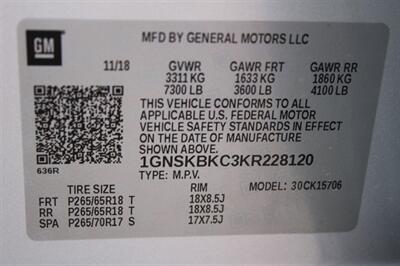 GM
MFD BY GENERAL MOTORS LLC
11/18 GVWR GAWR FRT GAWR RR
3311 KG 1633 KG 1860 KG
7300 LB 3600 LB 4100 LB
THIS VEHICLE CONFORMS TO ALL
APPLICABLE U.S. FEDERAL MOTOR
VEHICLE SAFETY STANDARDS IN EFFECT
ON THE DATE OF MANUFACTURE
SHOWN ABOVE.
636R
1GNSKBKC3KR228120
TYPE: M.P.V. MODEL: 30CK15706
TIRE SIZE RIM
FRT P265/65R18 T 18X8.5J
RR P265/65R18 T 18X8.5J
SPA P265/70R17 S 17X7.5J